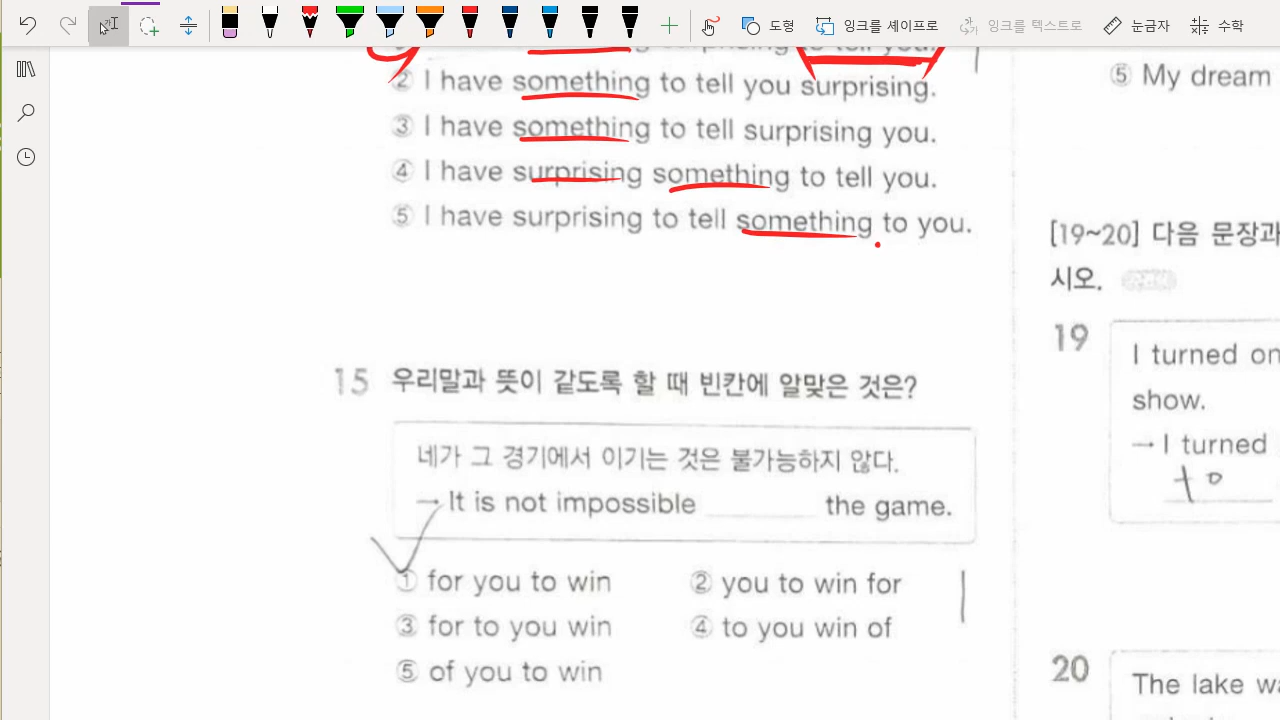 도형
잉크를 셰이프로
잉크를 텍스트로
눈금자
수학
to tell you.
② I have something to tell you surprising.
③ I have something to tell surprising you.
④ I have surprising something to tell you.
⑤ I have surprising to tell something to you.
15 우리말과 뜻이 같도록 할 때 빈칸에 알맞은 것은?
네가 그 경기에서 이기는 것은 불가능하지 않다.
→ It is not impossible ________ the game.
① for you to win ② you to win for
③ for to you win ④ to you win of
⑤ of you to win
⑤ My dream
[19~20] 다음 문장과
시오.
19
I turned on
show.
→ I turned
to
20
The lake wa